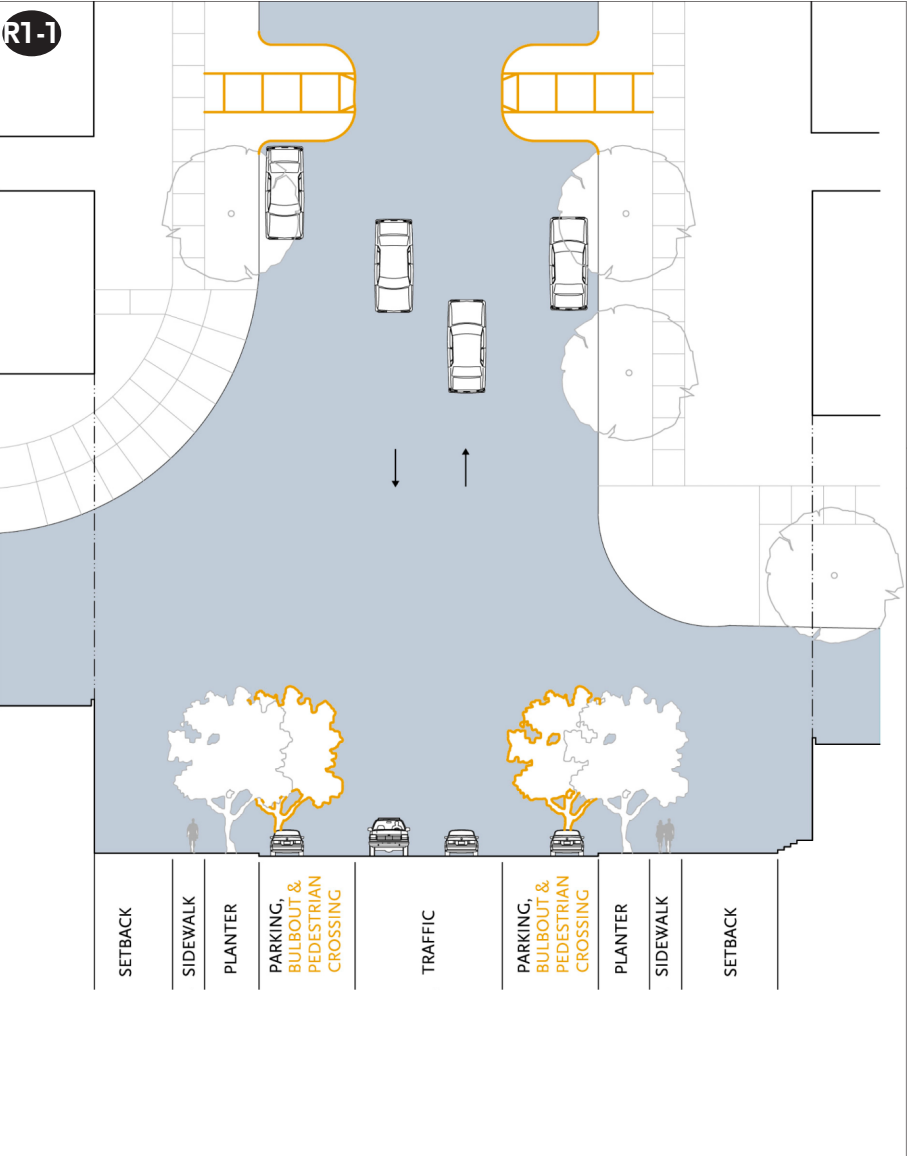 R1-1
SETBACK
SIDEWALK
PLANTER
PARKING,
BULBOUT &
PEDESTRIAN
CROSSING
TRAFFIC
PARKING,
BULBOUT &
PEDESTRIAN
CROSSING
PLANTER
SIDEWALK
SETBACK